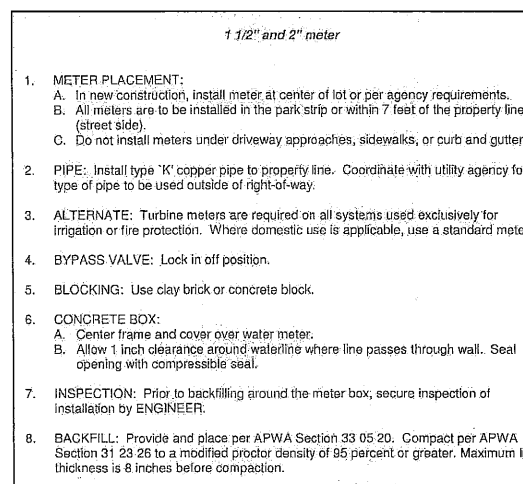 1 1/2" and 2" meter
1. METER PLACEMENT:
A. In new construction, install meter at center of lot or per agency requirements.
B. All meters are to be installed in the park strip or within 7 feet of the property line
(street side).
C. Do not install meters under driveway approaches, sidewalks, or curb and gutter
2. PIPE: Install type "K" copper pipe to property line. Coordinate with utility agency fo
type of pipe to be used outside of right-of-way.
3. ALTERNATE: Turbine meters are required on all systems used exclusively for
irrigation or fire protection. Where domestic use is applicable, use a standard mete
4. BYPASS VALVE: Lock in off position.
5. BLOCKING: Use clay brick or concrete block.
6. CONCRETE BOX:
A. Center frame and cover over water meter.
B. Allow 1 inch clearance around waterline where line passes through wall. Seal
opening with compressible seal.
7. INSPECTION: Prior to backfilling around the meter box, secure inspection of
installation by ENGINEER.
8. BACKFILL: Provide and place per APWA Section 33 05 20. Compact per APWA
Section 31 23 26 to a modified proctor density of 95 percent or greater. Maximum li
thickness is 8 inches before compaction.